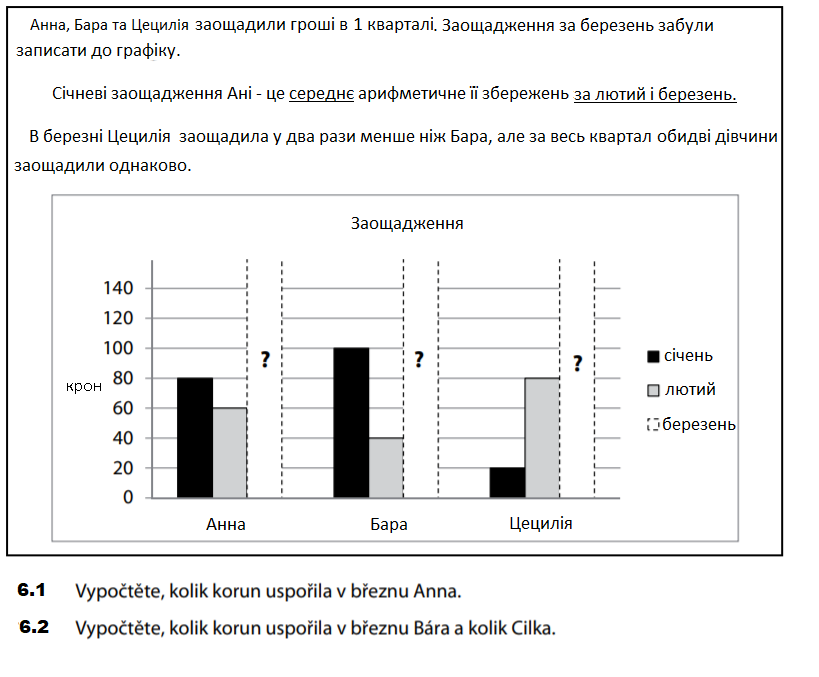 Анна, Бара та Цецилія заощадили гроші в 1 кварталі. Заощадження за березень забули
записати до графіку.
Січневі заощадження Ані - це середнє арифметичне її збережень за лютий і березень.
В березні Цецилія заощадила у два рази менше ніж Бара, але за весь квартал обидві дівчини
заощадили однаково.
Заощадження
140
120
100
80
60
40
20
0
крон
?
?
?
січень
лютий
березень
Анна
Бара
Цецилія
6.1 Vypočtěte, kolik korun uspořila v březnu Anna.
6.2 Vypočtěte, kolik korun uspořila v březnu Bára a kolik Cilka.